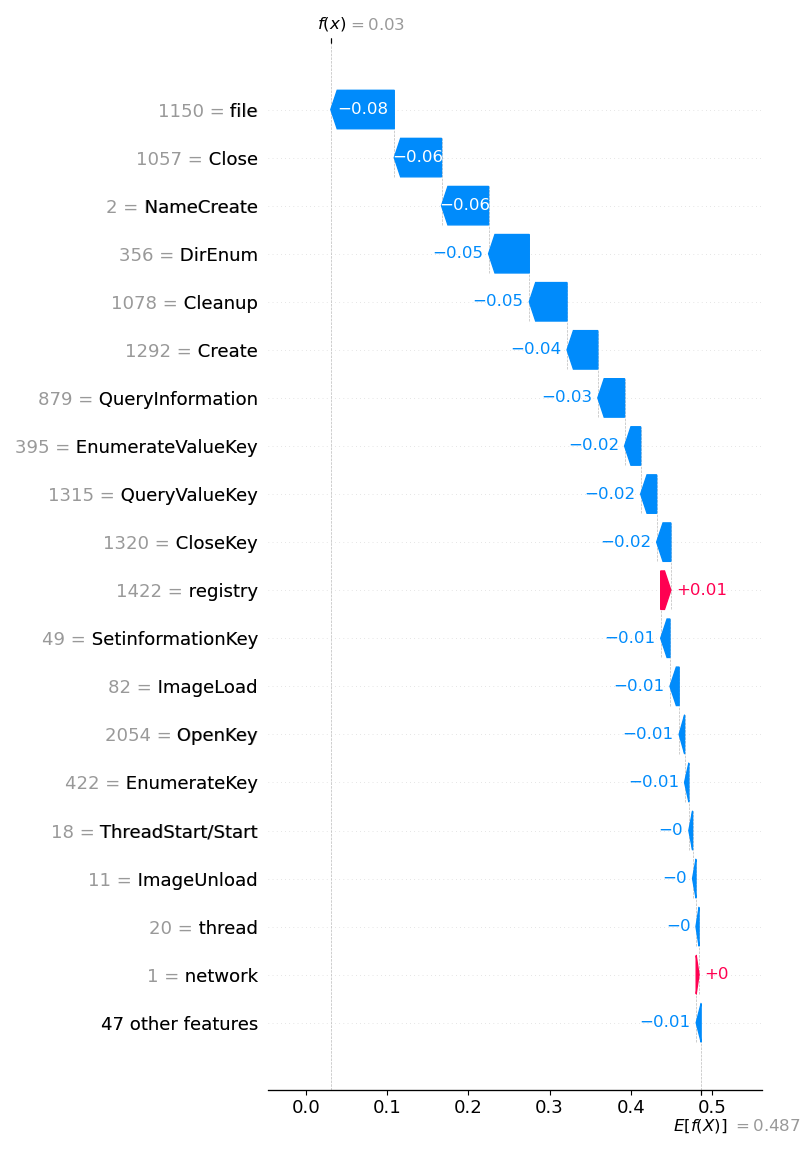 f(x) = 0.03
1150 = file −0.08
1057 = Close −0.06
2 = NameCreate −0.06
356 = DirEnum −0.05
1078 = Cleanup −0.05
1292 = Create −0.04
879 = QueryInformation −0.03
395 = EnumerateValueKey −0.02
1315 = QueryValueKey −0.02
1320 = CloseKey −0.02
1422 = registry +0.01
49 = SetinformationKey −0.01
82 = ImageLoad −0.01
2054 = OpenKey −0.01
422 = EnumerateKey −0.01
18 = ThreadStart/Start −0
11 = ImageUnload −0
20 = thread −0
1 = network +0
47 other features −0.01
0.0 0.1 0.2 0.3 0.4 0.5
E[f(X)] = 0.487